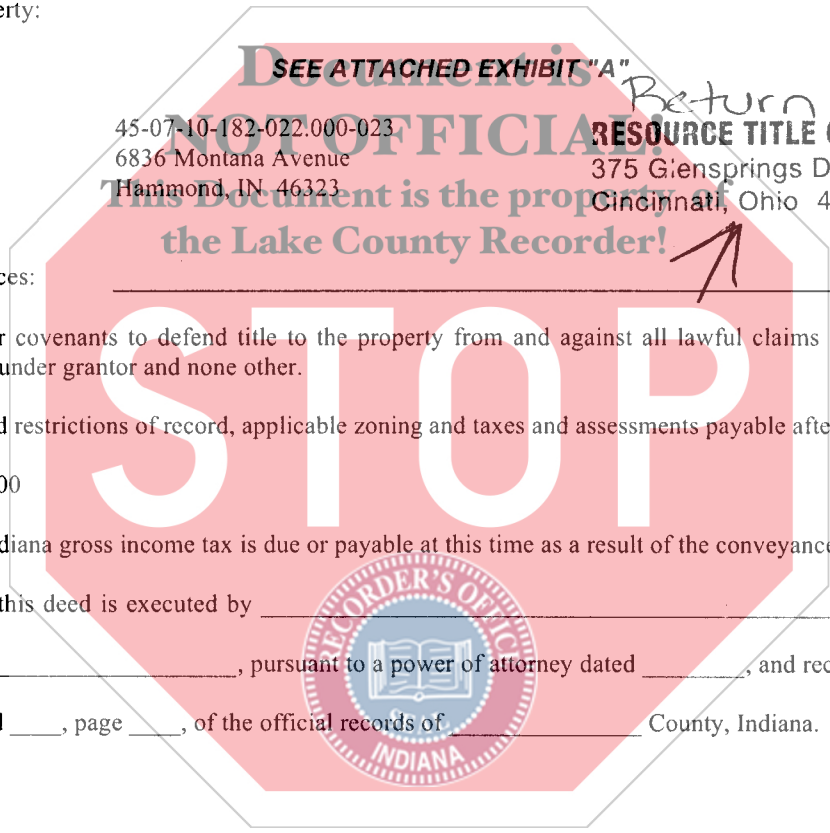 erty:
Document is
SEE ATTACHED EXHIBIT "A"
Return
NOT OFFICIAL!
45-07-10-182-022.000-023
RESOURCE TITLE
6836 Montana Avenue
375 Glensprings D
Hammond, IN 46323
This Document is the property of
Cincinnati, Ohio 4
the Lake County Recorder!
ces:
STOP
r covenants to defend title to the property from and against all lawful claims
under grantor and none other.
d restrictions of record, applicable zoning and taxes and assessments payable afte
00
diana gross income tax is due or payable at this time as a result of the conveyance
this deed is executed by
, pursuant to a power of attorney dated ________, and rec
d ____, page ____, of the official records of ________________ County, Indiana.
RECORDER'S OFFICE
SEAL
INDIANA